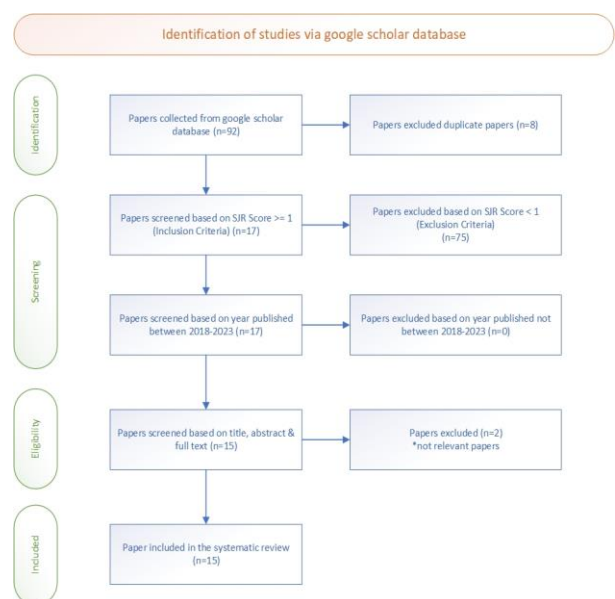 Identification of studies via google scholar database
Identification
Papers collected from google scholar
database (n=92)
Papers excluded duplicate papers (n=8)
Screening
Papers screened based on SJR Score >= 1
(Inclusion Criteria) (n=17)
Papers excluded based on SJR Score < 1
(Exclusion Criteria)
(n=75)
Papers screened based on year published
between 2018-2023 (n=17)
Papers excluded based on year published not
between 2018-2023 (n=0)
Eligibility
Papers screened based on title, abstract &
full text (n=15)
Papers excluded (n=2)
*not relevant papers
Included
Paper included in the systematic review
(n=15)